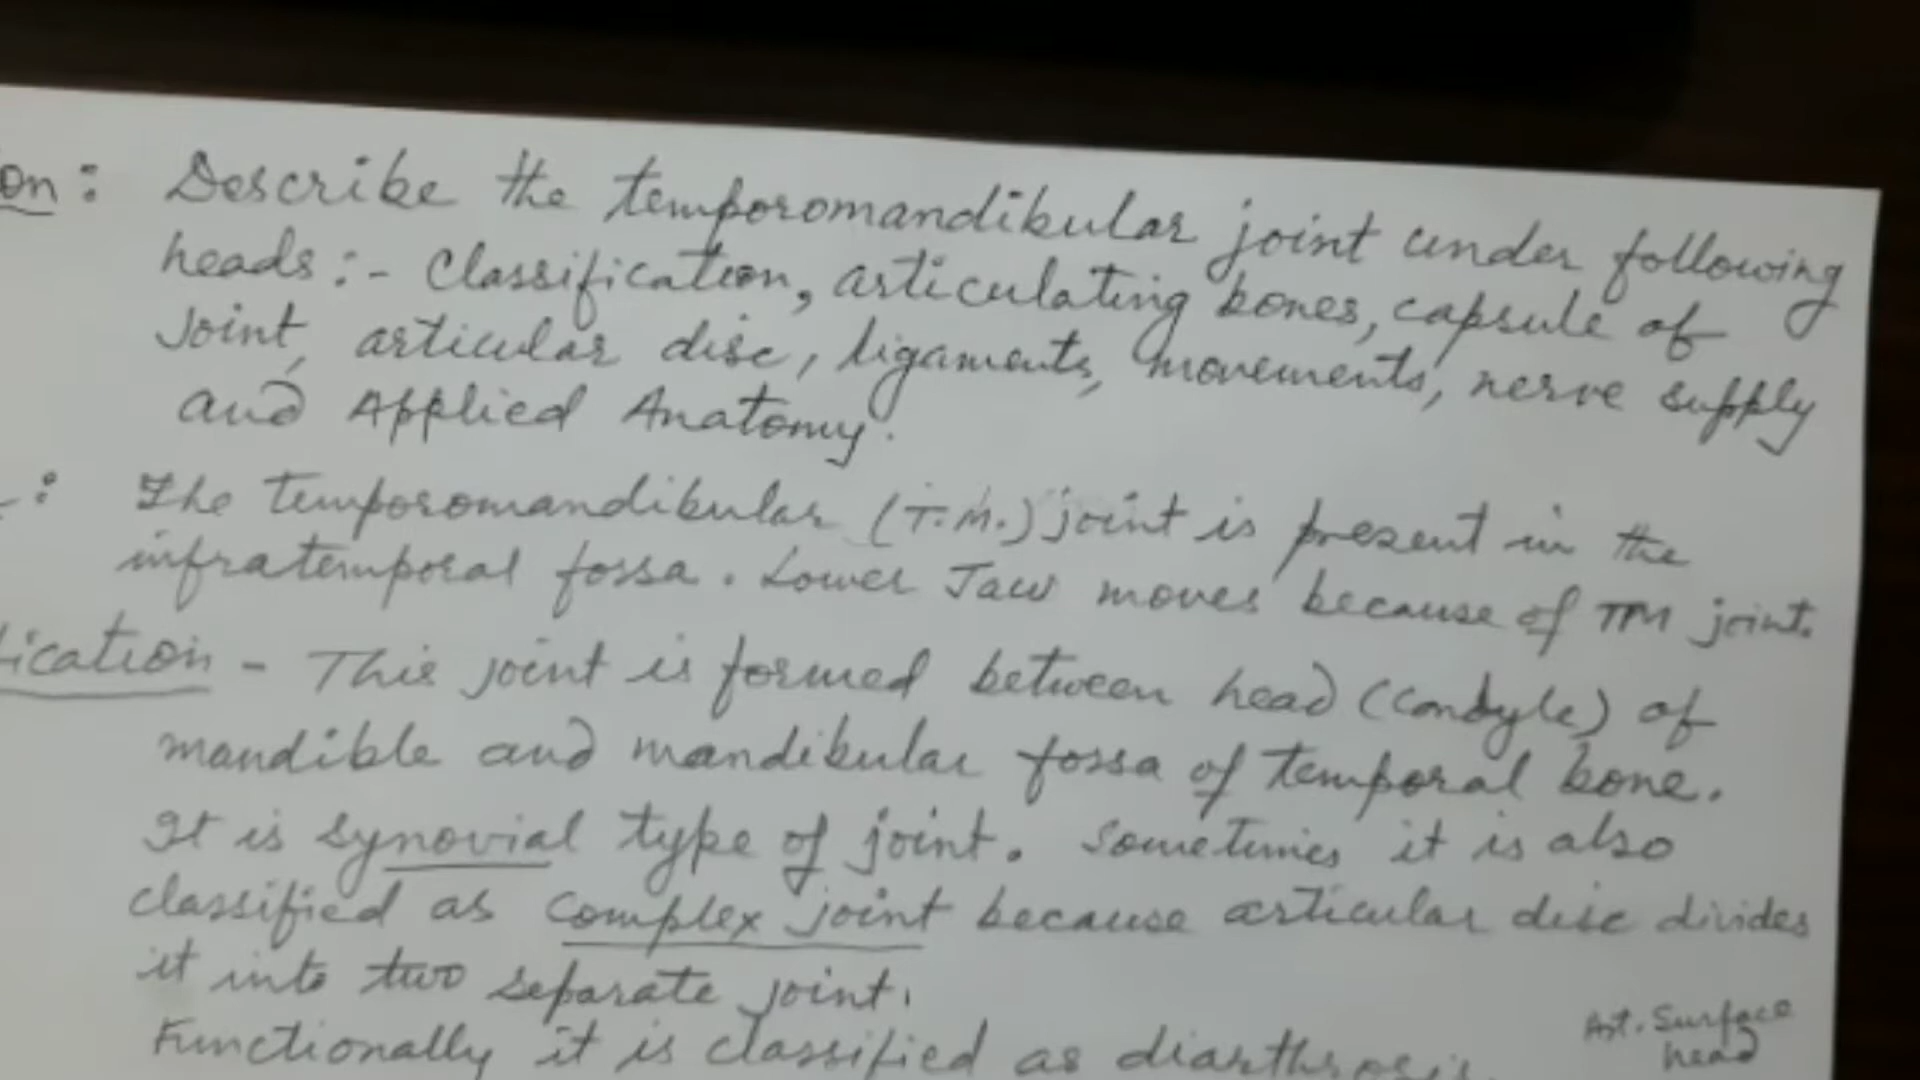 on: Describe the temporomandibular joint under following
heads:- Classification, articulating bones, capsule of
Joint, articular disc, ligaments, movements, nerve supply
and Applied Anatomy.
: The temporomandibular (T.M.) joint is present in the
infratemporal fossa. Lower Jaw moves because of TM joint.
ication - This joint is formed between head (condyle) of
mandible and mandibular fossa of temporal bone.
It is synovial type of joint. Sometimes it is also
classified as complex joint because articular disc divides
it into two separate joint.
Functionally it is classified as diarthrosis.
Art. Surface
head